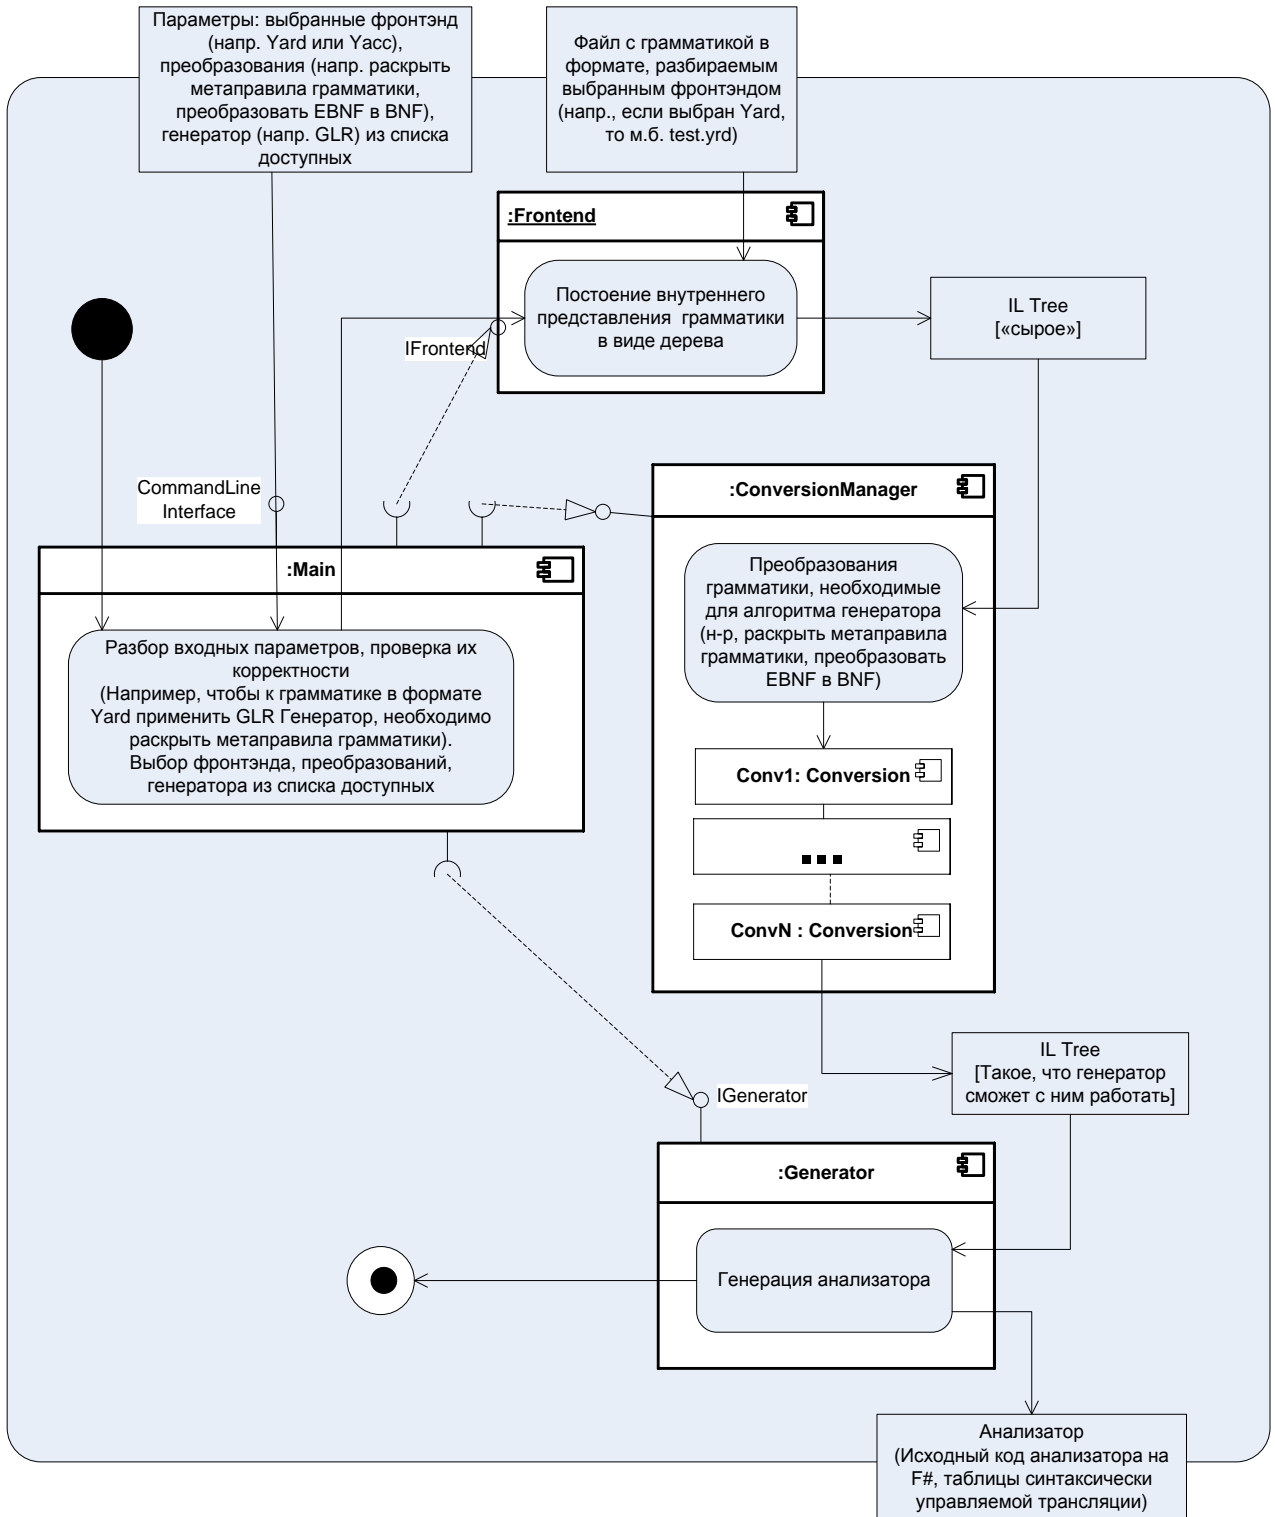 Параметры: выбранные фронтэнд
(напр. Yard или Yacc),
преобразования (напр. раскрыть
метаправила грамматики,
преобразовать EBNF в BNF),
генератор (напр. GLR) из списка
доступных
Файл с грамматикой в
формате, разбираемым
выбранным фронтэндом
(напр., если выбран Yard,
то м.б. test.yrd)
:Frontend
Постоение внутреннего
представления грамматики
в виде дерева
IL Tree
[«сырое»]
IFrontend
CommandLine
Interface
:ConversionManager
Преобразования
грамматики, необходимые
для алгоритма генератора
(н-р, раскрыть метаправила
грамматики, преобразовать
EBNF в BNF)
:Main
Разбор входных параметров, проверка их
корректности
(Например, чтобы к грамматике в формате
Yard применить GLR Генератор, необходимо
раскрыть метаправила грамматики).
Выбор фронтэнда, преобразований,
генератора из списка доступных
Conv1: Conversion
...
ConvN : Conversion
IL Tree
[Такое, что генератор
сможет с ним работать]
IGenerator
:Generator
Генерация анализатора
Анализатор
(Исходный код анализатора на
F#, таблицы синтаксически
управляемой трансляции)